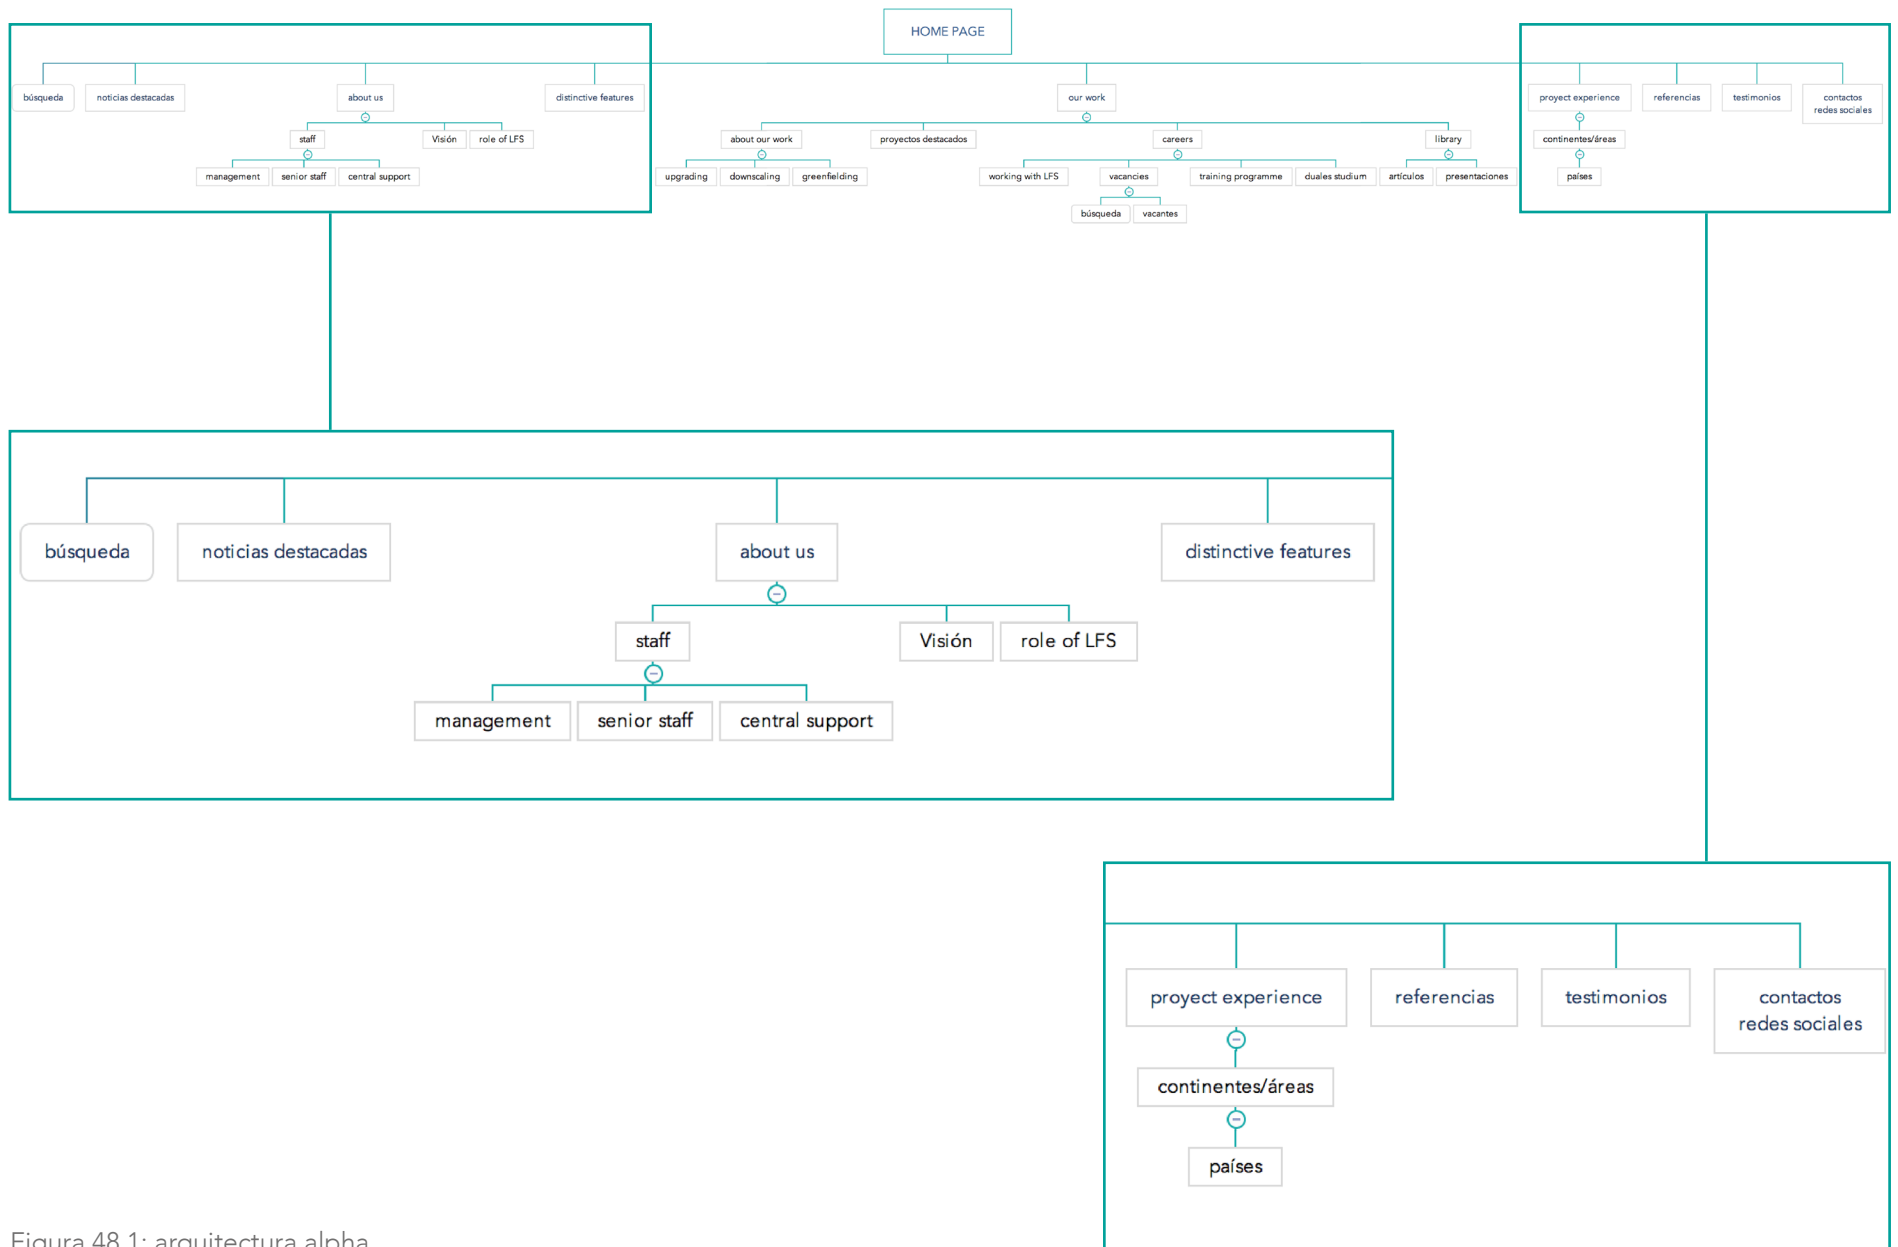 HOME PAGE
búsqueda
noticias destacadas
about us
distinctive features
our work
proyect experience
referencias
testimonios
contactos
redes sociales
staff
Visión
role of LFS
about our work
proyectos destacados
careers
library
continentes/áreas
management
senior staff
central support
upgrading
downscaling
greenfielding
working with LFS
vacancies
training programme
duales studium
artículos
presentaciones
países
búsqueda
vacantes
búsqueda
noticias destacadas
about us
distinctive features
staff
Visión
role of LFS
management
senior staff
central support
proyect experience
referencias
testimonios
contactos
redes sociales
continentes/áreas
países
Figura 48.1: arquitectura alpha